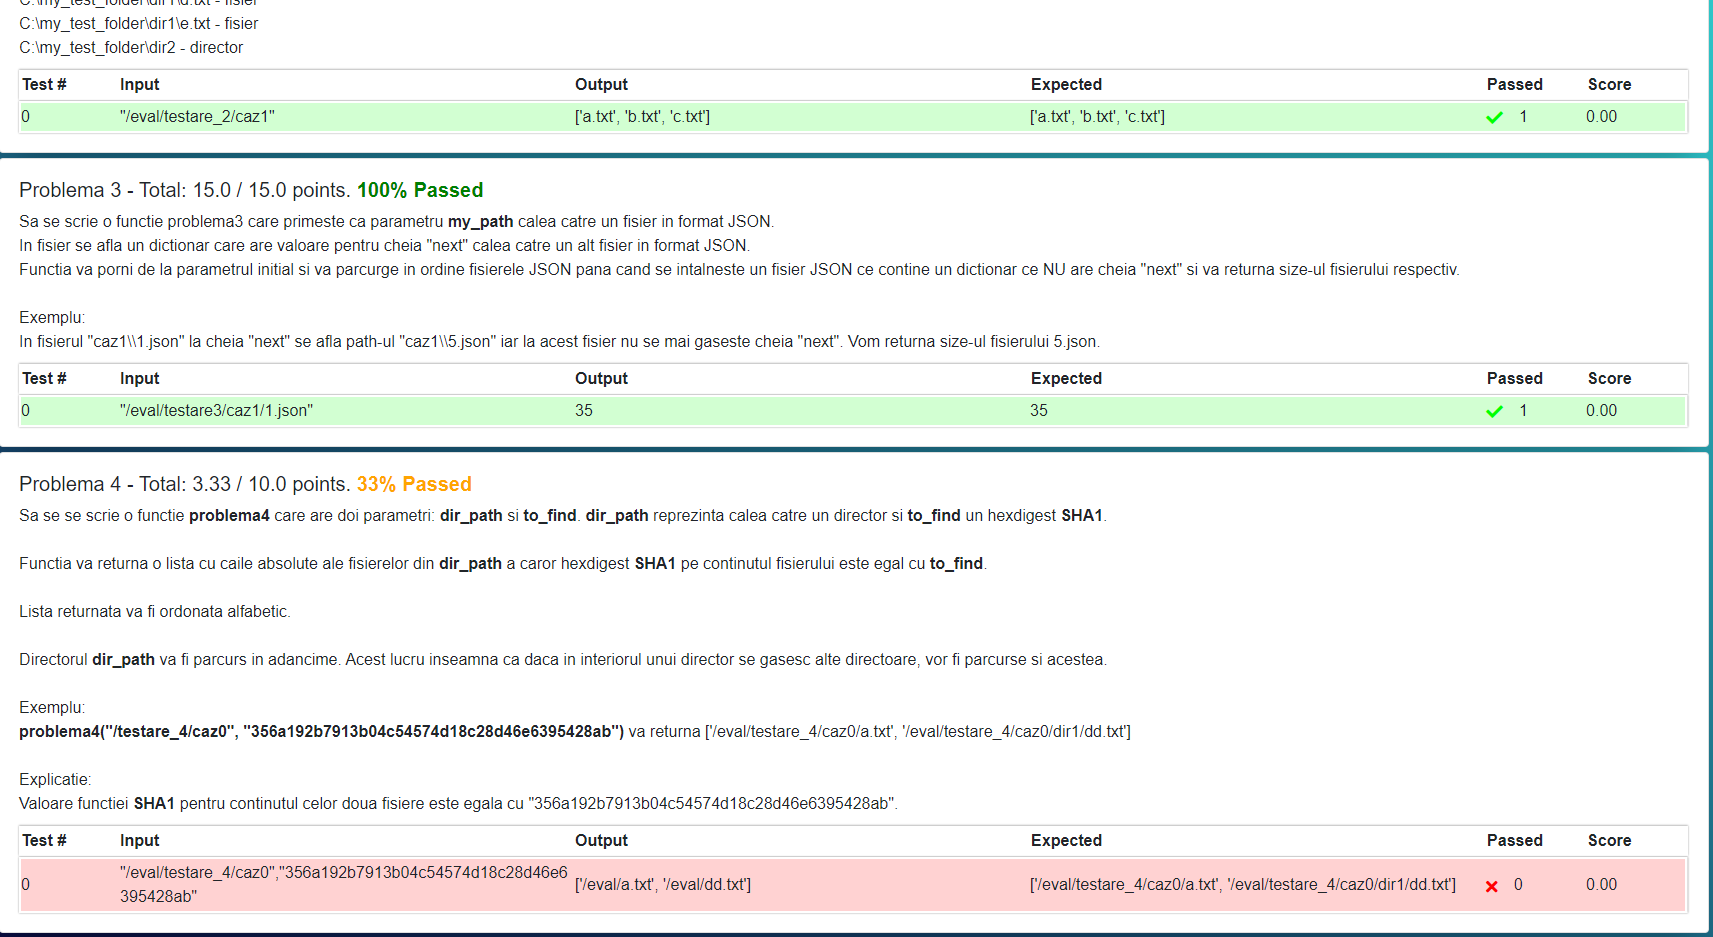 C:\my_test_folder\dir1\d.txt - fisier
C:\my_test_folder\dir1\e.txt - fisier
C:\my_test_folder\dir2 - director
Test # Input Output Expected Passed Score
0 "/eval/testare_2/caz1" ['a.txt', 'b.txt', 'c.txt'] ['a.txt', 'b.txt', 'c.txt'] 1 0.00
Problema 3 - Total: 15.0 / 15.0 points. 100% Passed
Sa se scrie o functie problema3 care primeste ca parametru my_path calea catre un fisier in format JSON.
In fisier se afla un dictionar care are valoare pentru cheia "next" calea catre un alt fisier in format JSON.
Functia va porni de la parametrul initial si va parcurge in ordine fisierele JSON pana cand se intalneste un fisier JSON ce contine un dictionar ce NU are cheia "next" si va returna size-ul fisierului respectiv.
Exemplu:
In fisierul "caz1\\1.json" la cheia "next" se afla path-ul "caz1\\5.json" iar la acest fisier nu se mai gaseste cheia "next". Vom returna size-ul fisierului 5.json.
Test # Input Output Expected Passed Score
0 "/eval/testare3/caz1/1.json" 35 35 1 0.00
Problema 4 - Total: 3.33 / 10.0 points. 33% Passed
Sa se se scrie o functie problema4 care are doi parametri: dir_path si to_find. dir_path reprezinta calea catre un director si to_find un hexdigest SHA1.
Functia va returna o lista cu caile absolute ale fisierelor din dir_path a caror hexdigest SHA1 pe continutul fisierului este egal cu to_find.
Lista returnata va fi ordonata alfabetic.
Directorul dir_path va fi parcurs in adancime. Acest lucru inseamna ca daca in interiorul unui director se gasesc alte directoare, vor fi parcurse si acestea.
Exemplu:
problema4("/testare_4/caz0", "356a192b7913b04c54574d18c28d46e6395428ab") va returna ['/eval/testare_4/caz0/a.txt', '/eval/testare_4/caz0/dir1/dd.txt']
Explicatie:
Valoare functiei SHA1 pentru continutul celor doua fisiere este egala cu "356a192b7913b04c54574d18c28d46e6395428ab".
Test # Input Output Expected Passed Score
0 "/eval/testare_4/caz0","356a192b7913b04c54574d18c28d46e6 ['/eval/a.txt', '/eval/dd.txt'] ['/eval/testare_4/caz0/a.txt', '/eval/testare_4/caz0/dir1/dd.txt'] 0 0.00
395428ab"